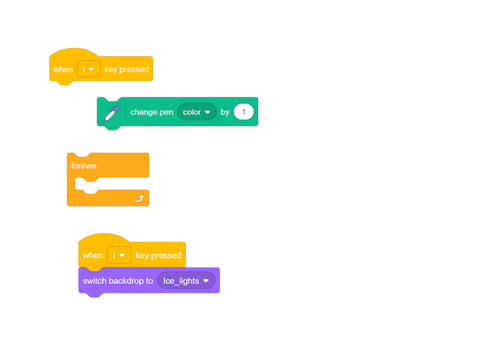 when l key pressed
change pen color by 1
forever
when l key pressed
switch backdrop to Ice_lights